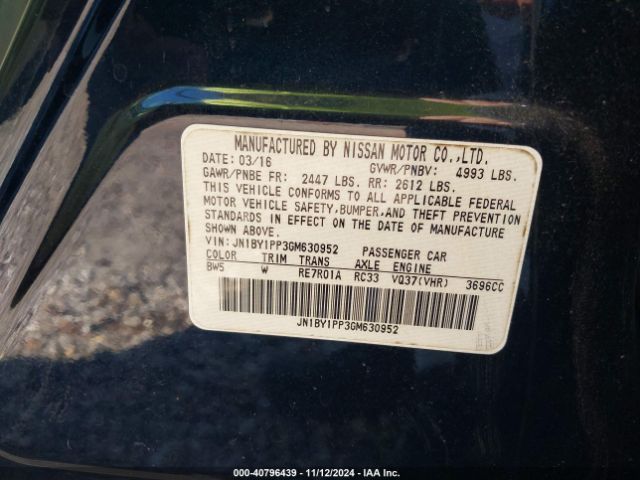 MANUFACTURED BY NISSAN MOTOR CO.,LTD.
DATE: 03/16 GVWR/PNBV: 4993 LBS.
GAWR/PNBE FR: 2447 LBS. RR: 2612 LBS.
THIS VEHICLE CONFORMS TO ALL APPLICABLE FEDERAL
MOTOR VEHICLE SAFETY, BUMPER, AND THEFT PREVENTION
STANDARDS IN EFFECT ON THE DATE OF MANUFACTURE
SHOWN ABOVE.
VIN: JN1BY1PP3GM630952 PASSENGER CAR
COLOR TRIM TRANS AXLE ENGINE
BW5 W RE7R01A RC33 VQ37(VHR) 3696CC
JN1BY1PP3GM630952
000-40796439 - 11/12/2024 - IAA Inc.